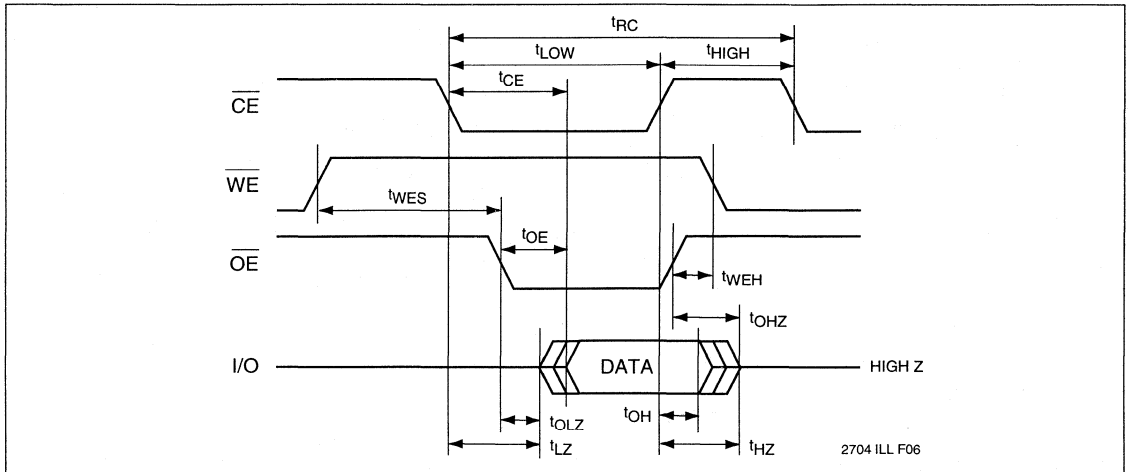 tRC
tLOW
tHIGH
tCE
CE
WE
tWES
tOE
OE
tWEH
tOHZ
I/O
DATA
HIGH Z
tOLZ
tOH
tLZ
tHZ
2704 ILL F06